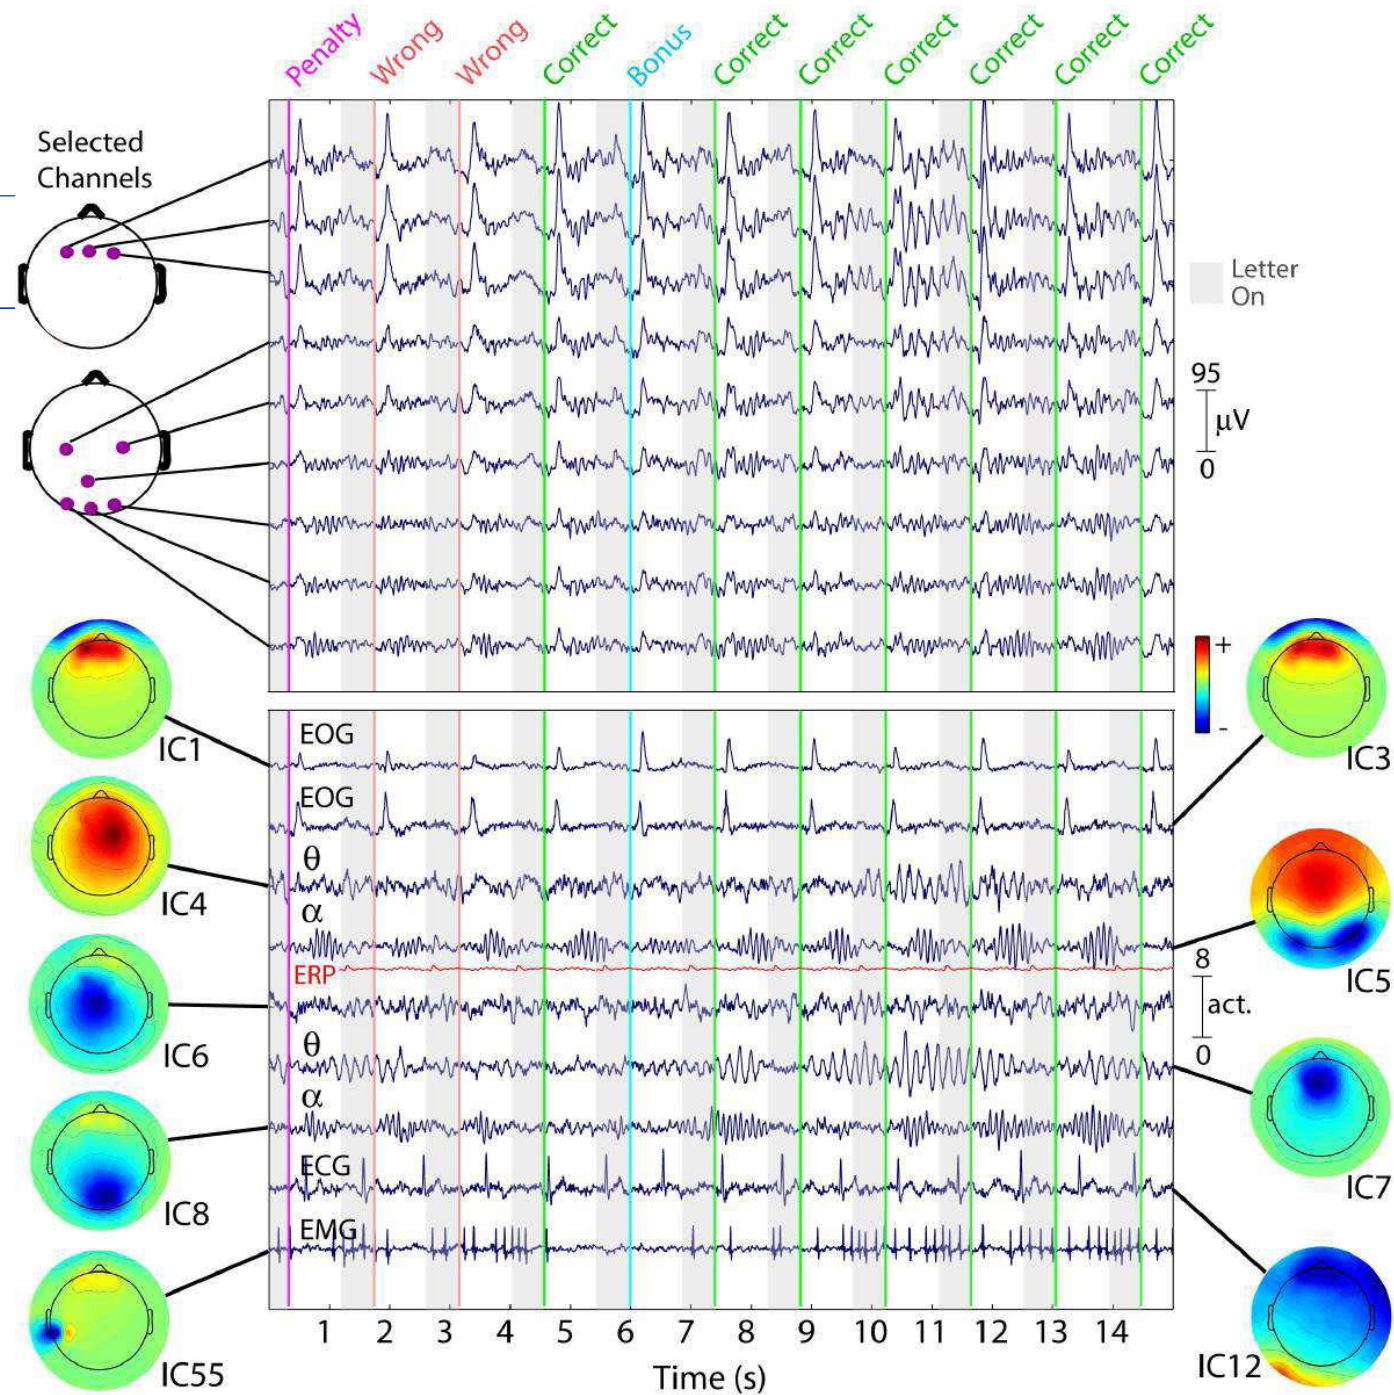 Penalty
Wrong
Wrong
Correct
Bonus
Correct
Correct
Correct
Correct
Correct
Correct
Selected
Channels
Letter
On
95
μV
0
+
-
EOG
EOG
θ
α
ERP
θ
α
ECG
EMG
IC1
IC4
IC6
IC8
IC55
IC3
IC5
8
act.
0
IC7
IC12
1 2 3 4 5 6 7 8 9 10 11 12 13 14
Time (s)